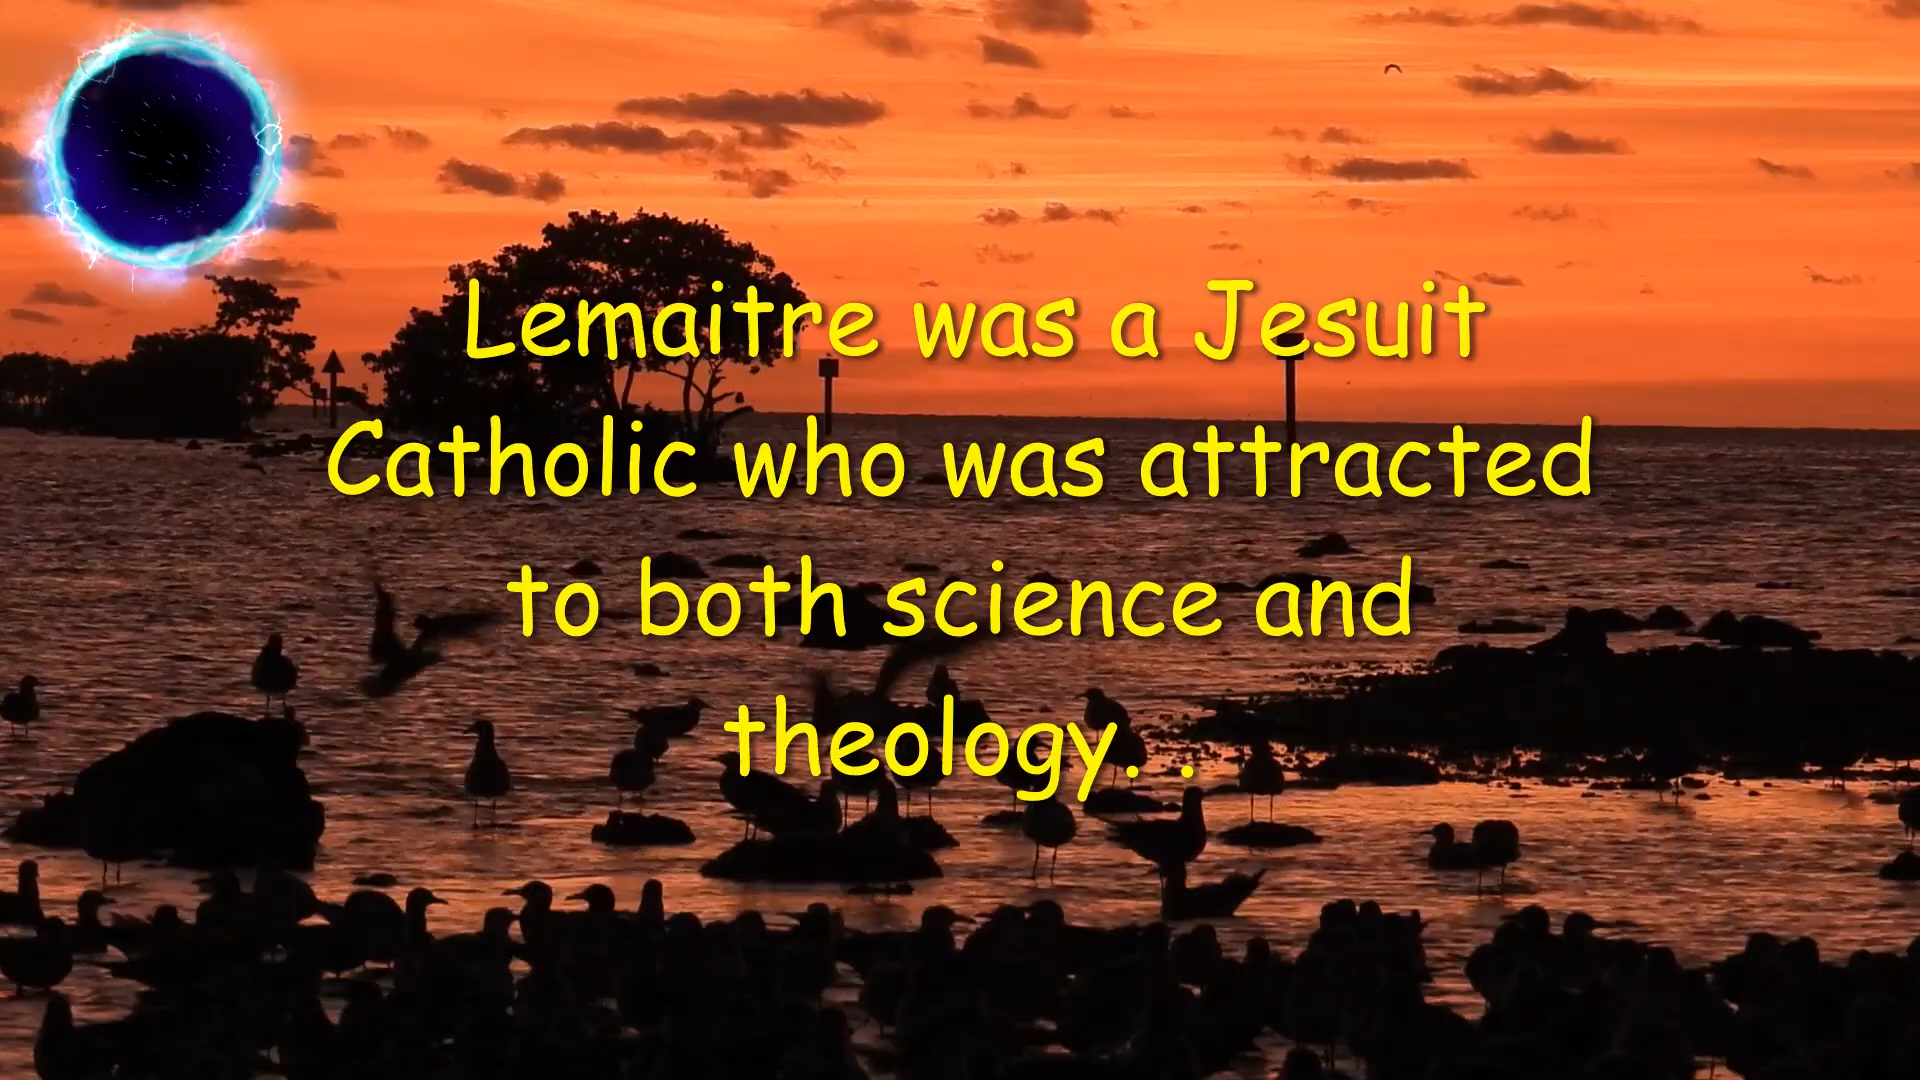 Lemaitre was a Jesuit
Catholic who was attracted
to both science and
theology. .